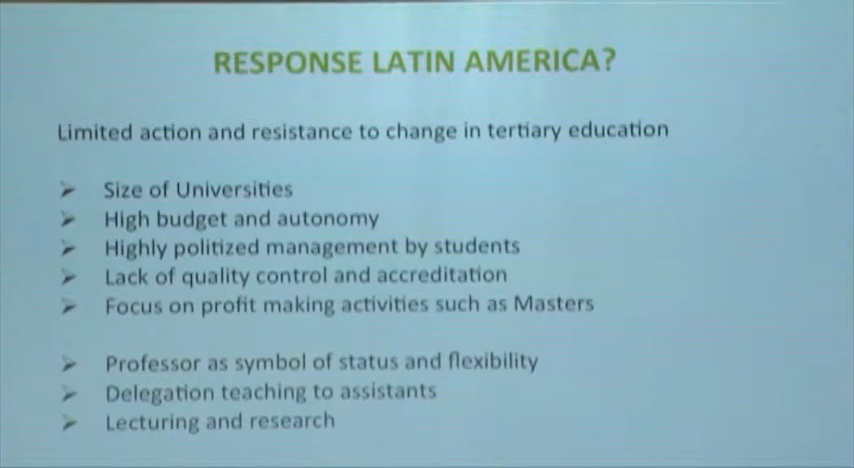 RESPONSE LATIN AMERICA?
Limited action and resistance to change in tertiary education
➢ Size of Universities
➢ High budget and autonomy
➢ Highly politized management by students
➢ Lack of quality control and accreditation
➢ Focus on profit making activities such as Masters
➢ Professor as symbol of status and flexibility
➢ Delegation teaching to assistants
➢ Lecturing and research